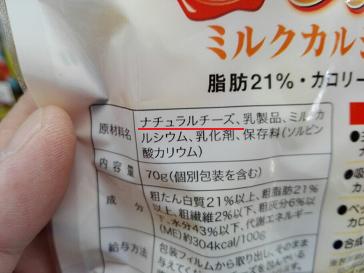 ミルクカルシ
脂肪21%・カロリー
原材料名
ナチュラルチーズ、乳製品、ミルクカ
ルシウム、乳化剤、保存料(ソルビン
酸カリウム)
内容量
70g(個別包装を含む)
成分
粗たん白質21%以上、粗脂肪21%
以上、粗繊維2%以下、粗灰分6%以
下、水分43%以下、代謝エネルギー
(ME)約304kcal/100g
給与方法
包装フィルムから取り出し、そのまま